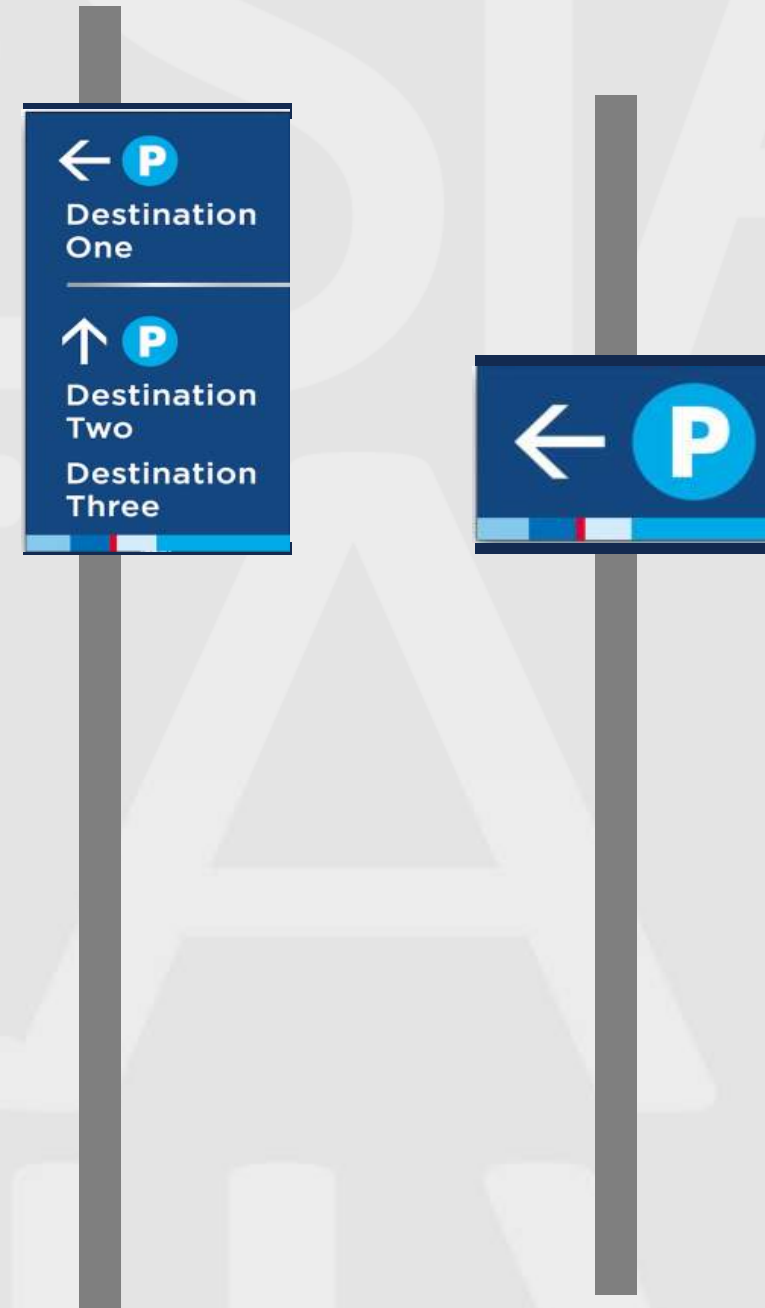 ← P
Destination
One
↑ P
Destination
Two
Destination
Three
← P